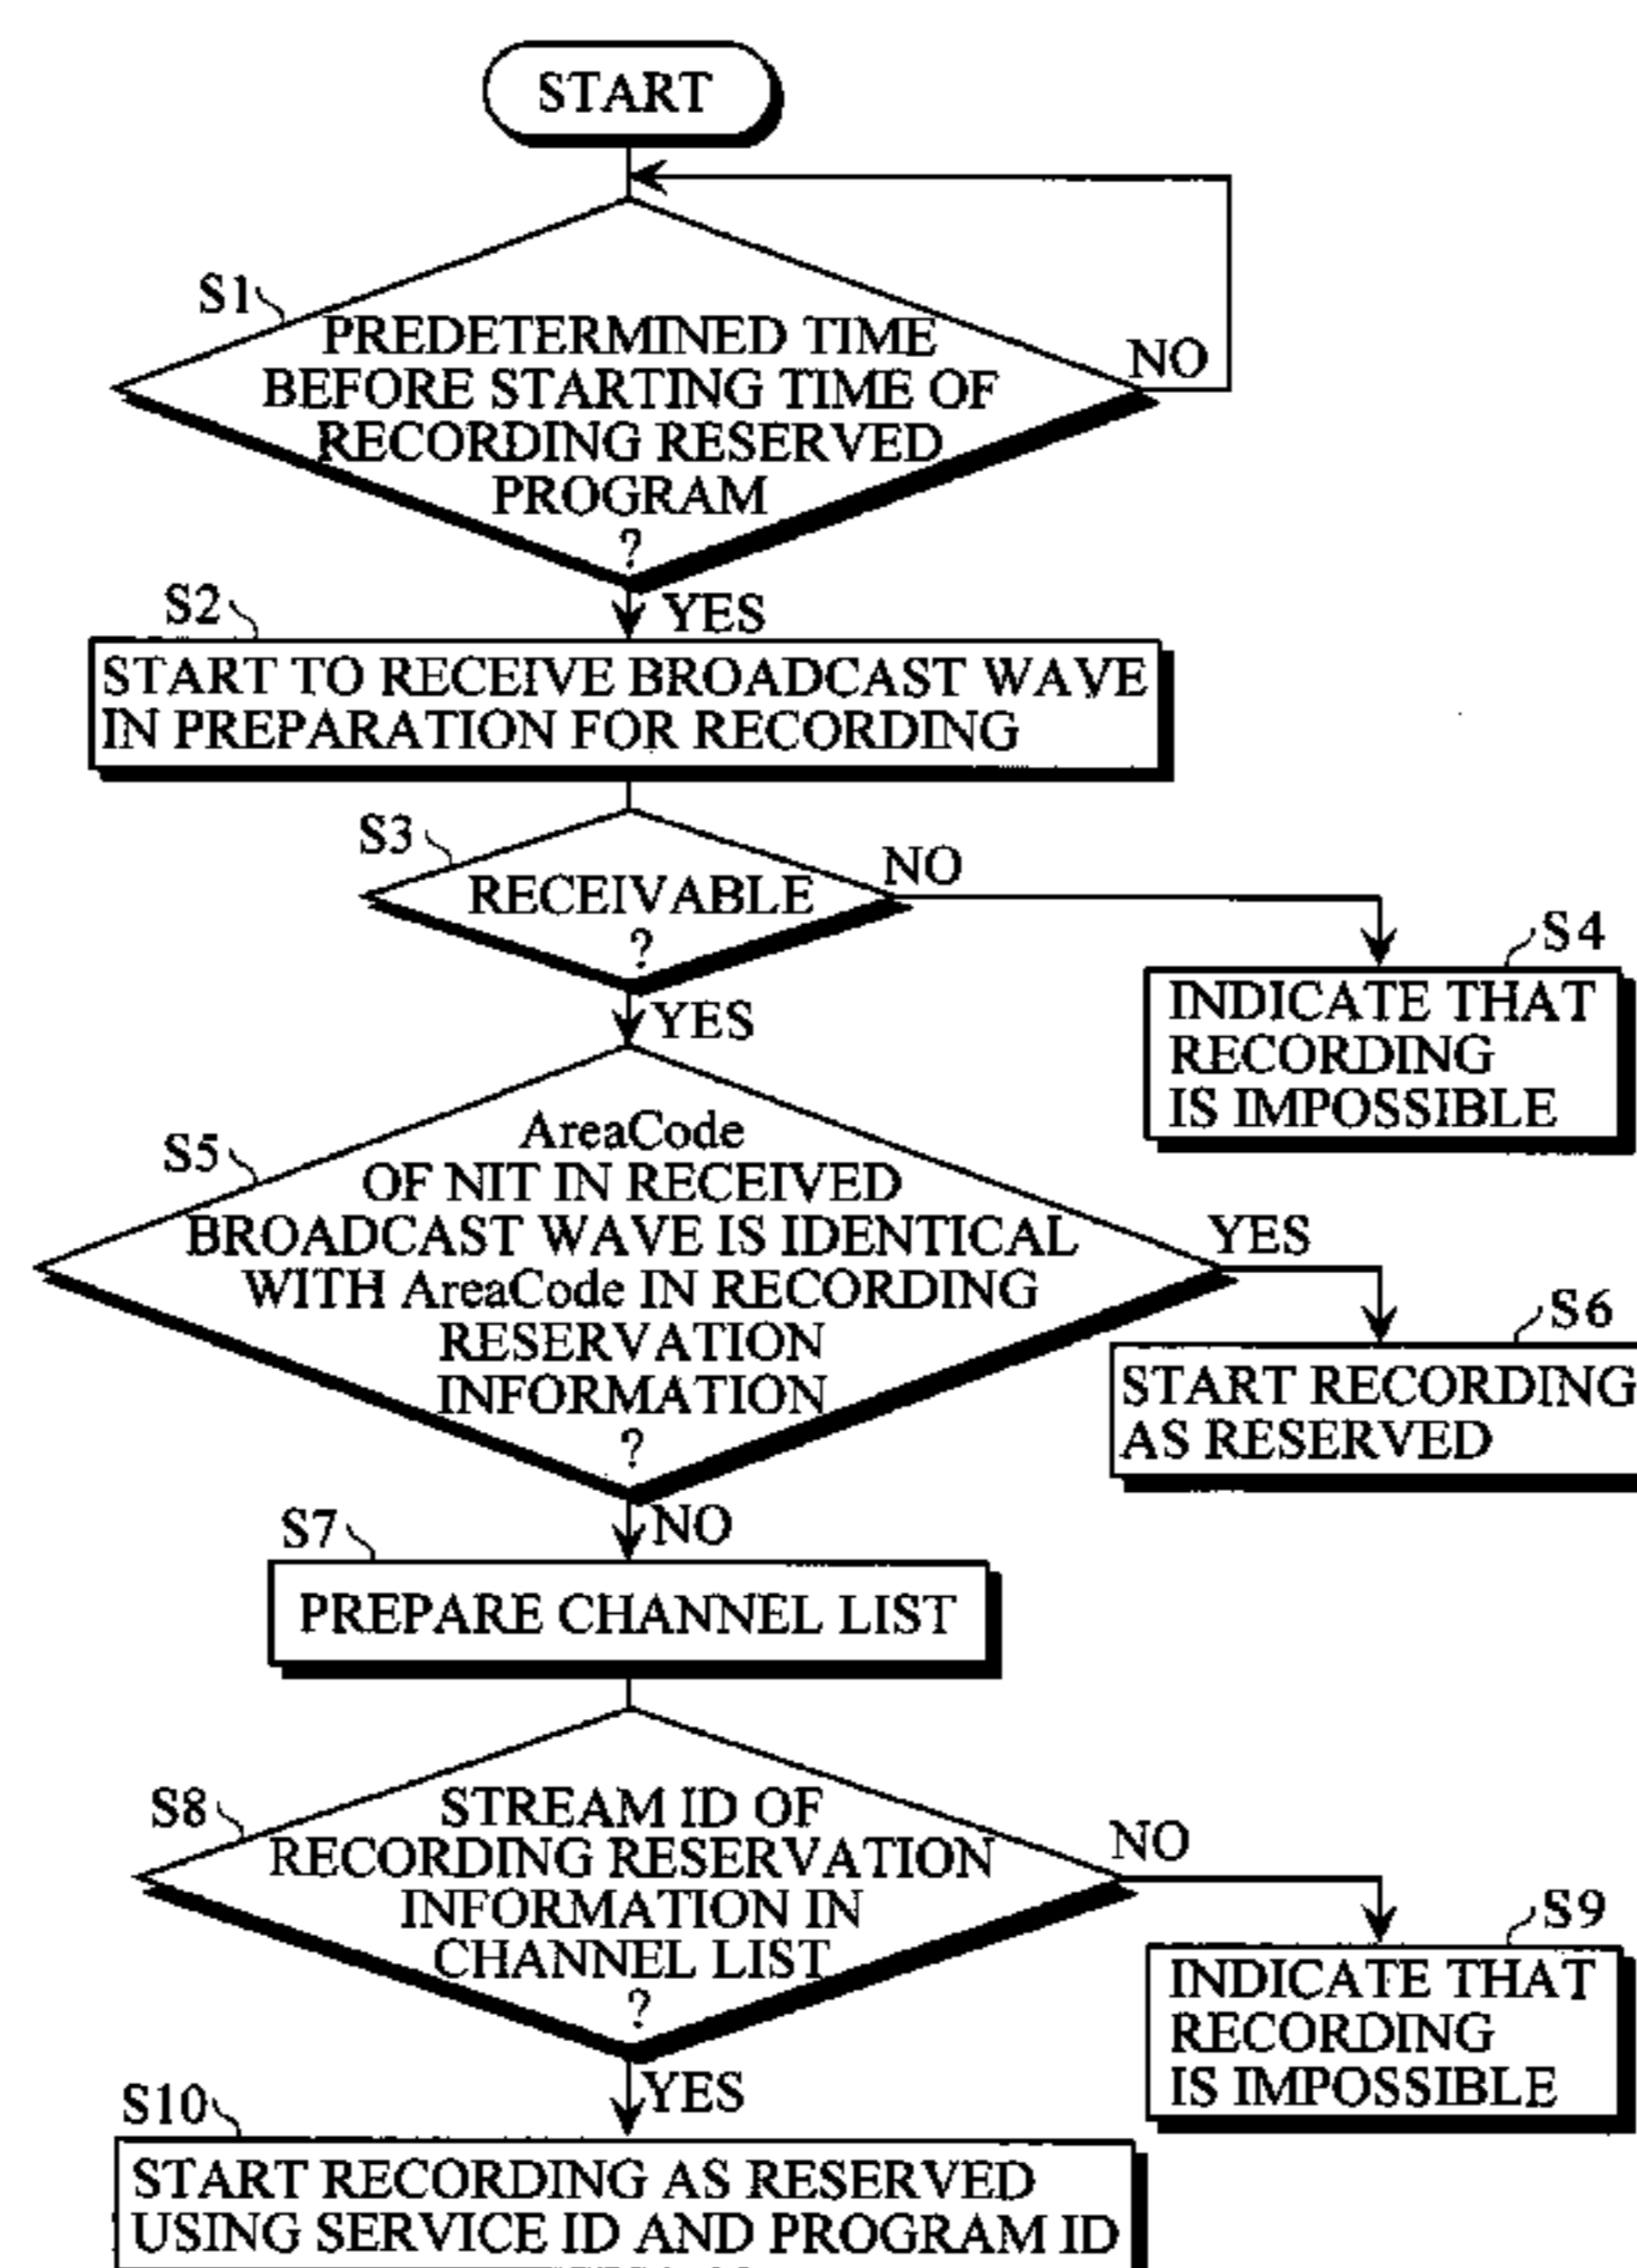 START
S1
PREDETERMINED TIME
BEFORE STARTING TIME OF
RECORDING RESERVED
PROGRAM
?
NO
YES
S2
START TO RECEIVE BROADCAST WAVE
IN PREPARATION FOR RECORDING
S3
RECEIVABLE
?
NO
S4
INDICATE THAT
RECORDING
IS IMPOSSIBLE
YES
S5
AreaCode
OF NIT IN RECEIVED
BROADCAST WAVE IS IDENTICAL
WITH AreaCode IN RECORDING
RESERVATION
INFORMATION
?
YES
S6
START RECORDING
AS RESERVED
NO
S7
PREPARE CHANNEL LIST
S8
STREAM ID OF
RECORDING RESERVATION
INFORMATION IN
CHANNEL LIST
?
NO
S9
INDICATE THAT
RECORDING
IS IMPOSSIBLE
YES
S10
START RECORDING AS RESERVED
USING SERVICE ID AND PROGRAM ID